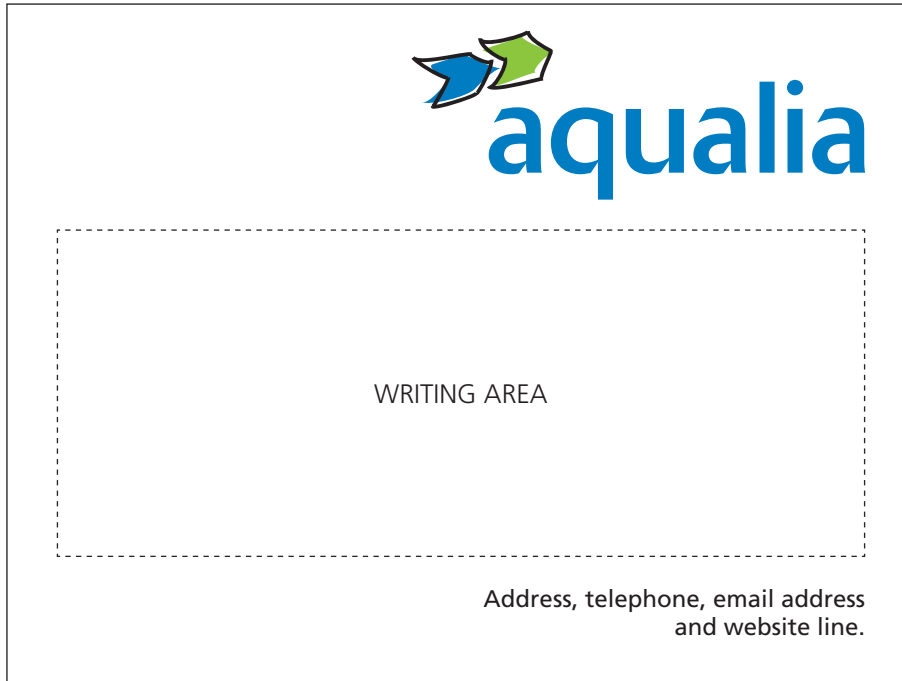 aqualia
WRITING AREA
Address, telephone, email address
and website line.